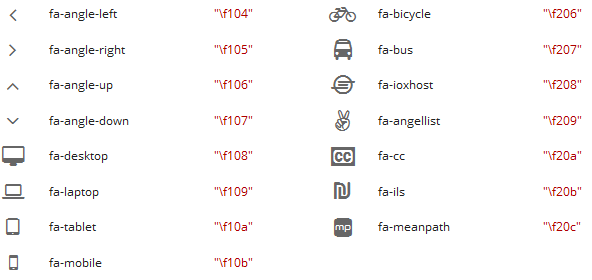 fa-angle-left "\f104" fa-bicycle "\f206"
fa-angle-right "\f105" fa-bus "\f207"
fa-angle-up "\f106" fa-ioxhost "\f208"
fa-angle-down "\f107" fa-angellist "\f209"
fa-desktop "\f108" CC fa-cc "\f20a"
fa-laptop "\f109" fa-ils "\f20b"
fa-tablet "\f10a" mp fa-meanpath "\f20c"
fa-mobile "\f10b"